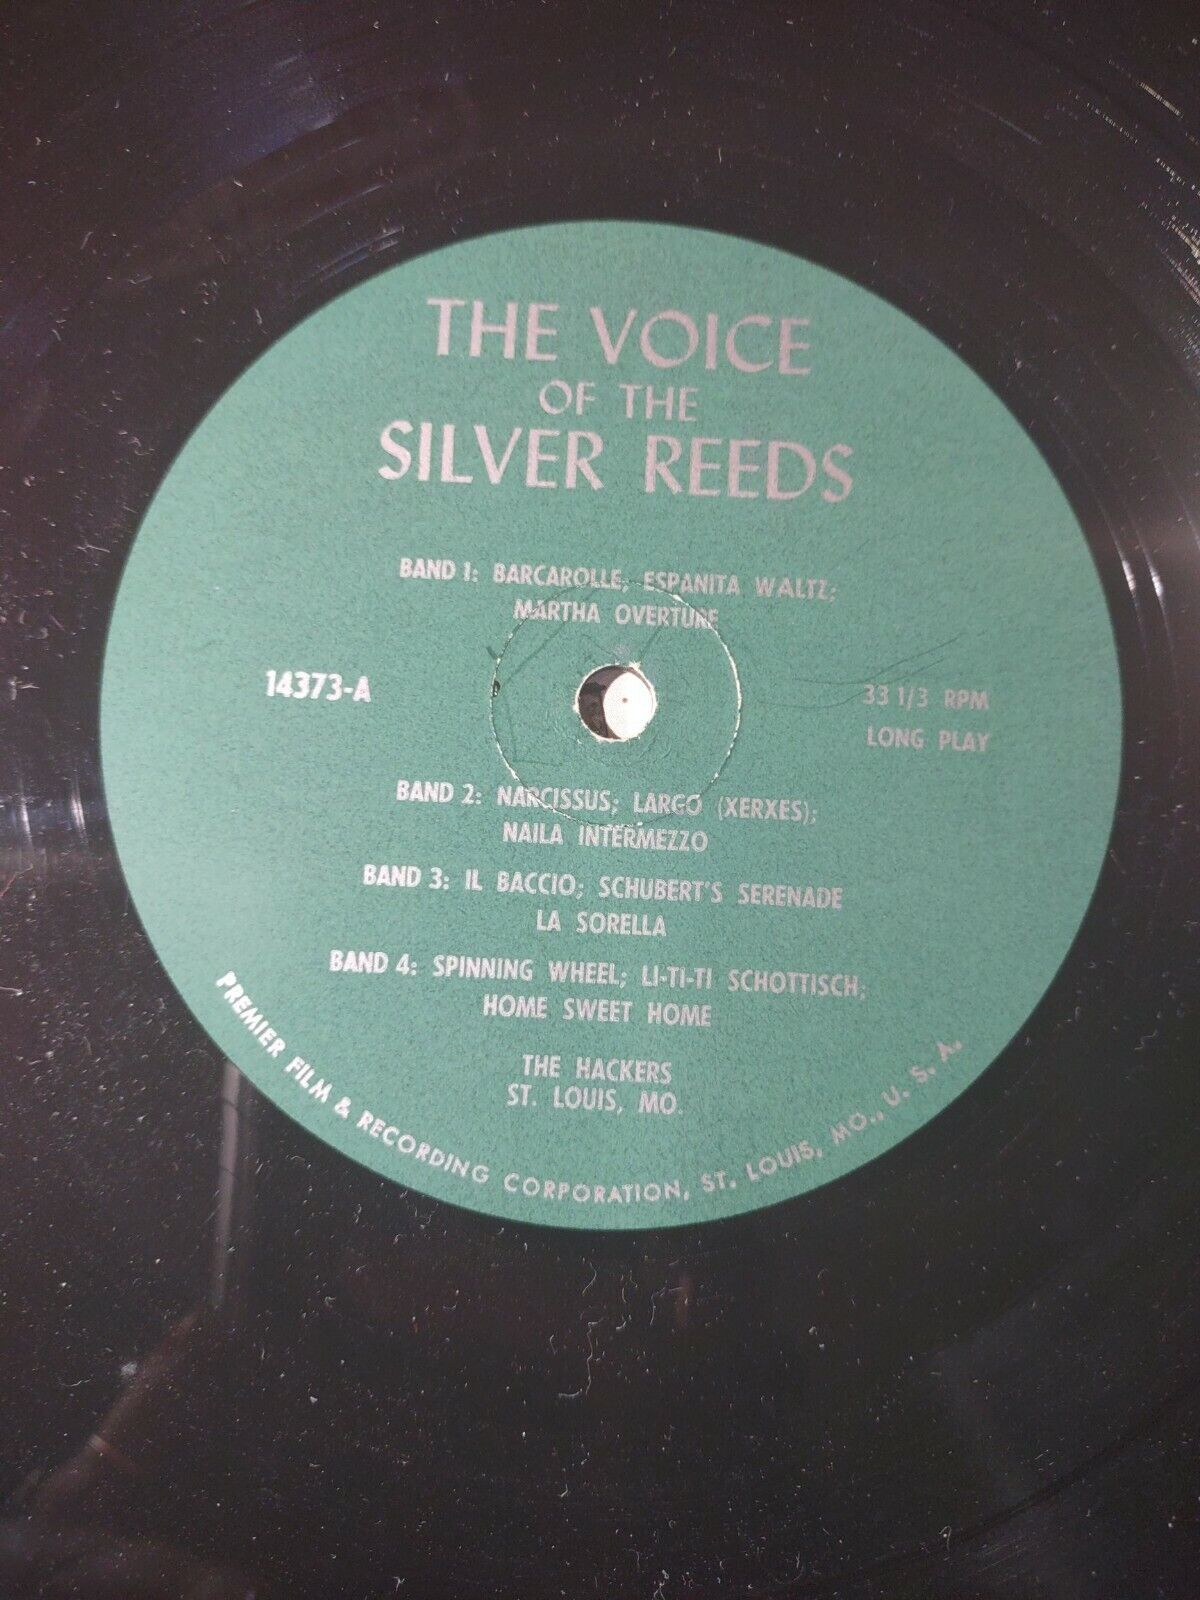 THE VOICE
OF THE
SILVER REEDS
BAND 1: BARCAROLLE; ESPANITA WALTZ;
MARTHA OVERTURE
14373-A
33 1/3 RPM
LONG PLAY
BAND 2: NARCISSUS; LARGO (XERXES);
NAILA INTERMEZZO
BAND 3: IL BACCIO; SCHUBERT'S SERENADE
LA SORELLA
BAND 4: SPINNING WHEEL; LI-TI-TI SCHOTTISCH;
HOME SWEET HOME
THE HACKERS
ST. LOUIS, MO.
PREMIER FILM & RECORDING CORPORATION, ST. LOUIS, MO., U. S. A.